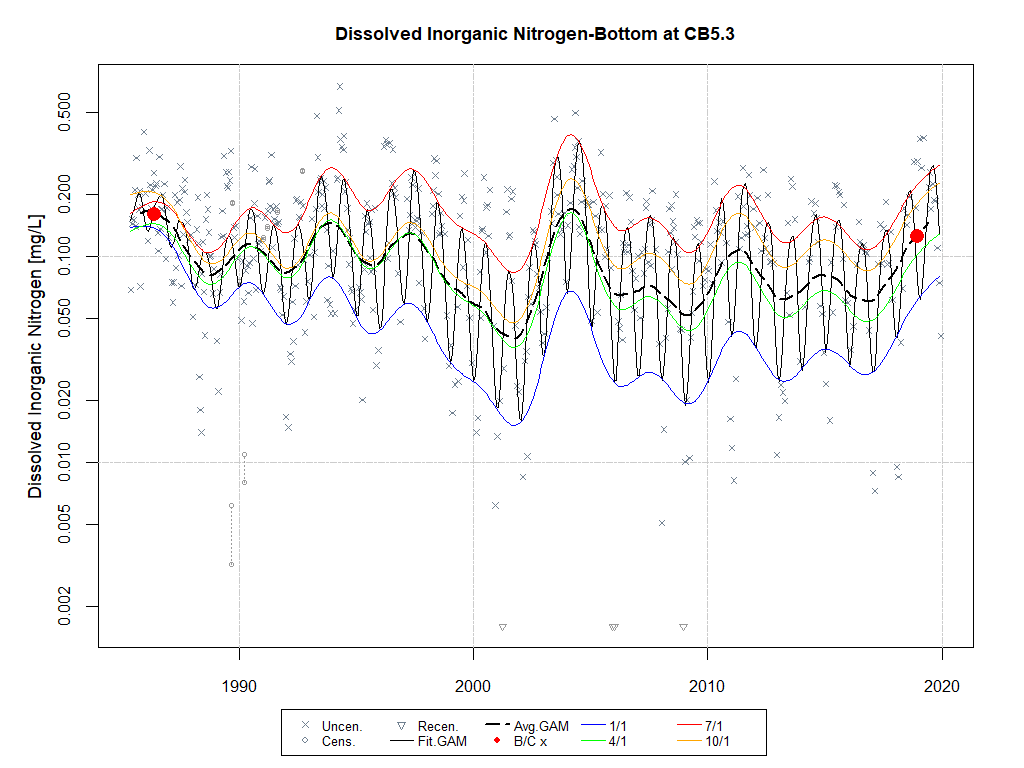 Dissolved Inorganic Nitrogen-Bottom at CB5.3
Dissolved Inorganic Nitrogen [mg/L]
0.500
0.200
0.100
0.050
0.020
0.010
0.005
0.002
1990 2000 2010 2020
Uncen. Recen. Avg.GAM 1/1 7/1
Cens. Fit.GAM B/C x 4/1 10/1